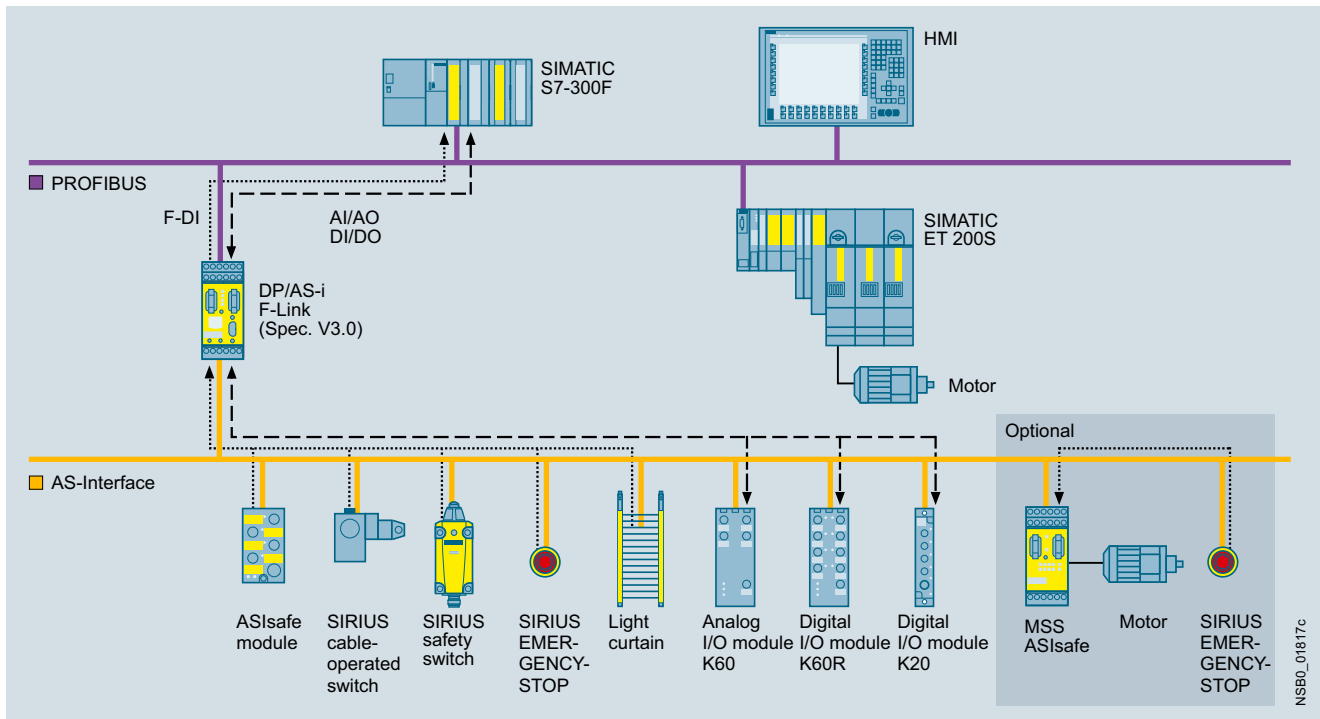 SIMATIC
S7-300F
HMI
PROFIBUS
F-DI
AI/AO
DI/DO
SIMATIC
ET 200S
DP/AS-i
F-Link
(Spec. V3.0)
Motor
Optional
AS-Interface
ASIsafe
module
SIRIUS
cable-
operated
switch
SIRIUS
safety
switch
SIRIUS
EMER-
GENCY-
STOP
Light
curtain
Analog
I/O module
K60
Digital
I/O module
K60R
Digital
I/O module
K20
MSS
ASIsafe
Motor
SIRIUS
EMER-
GENCY-
STOP
NSB0_01817c